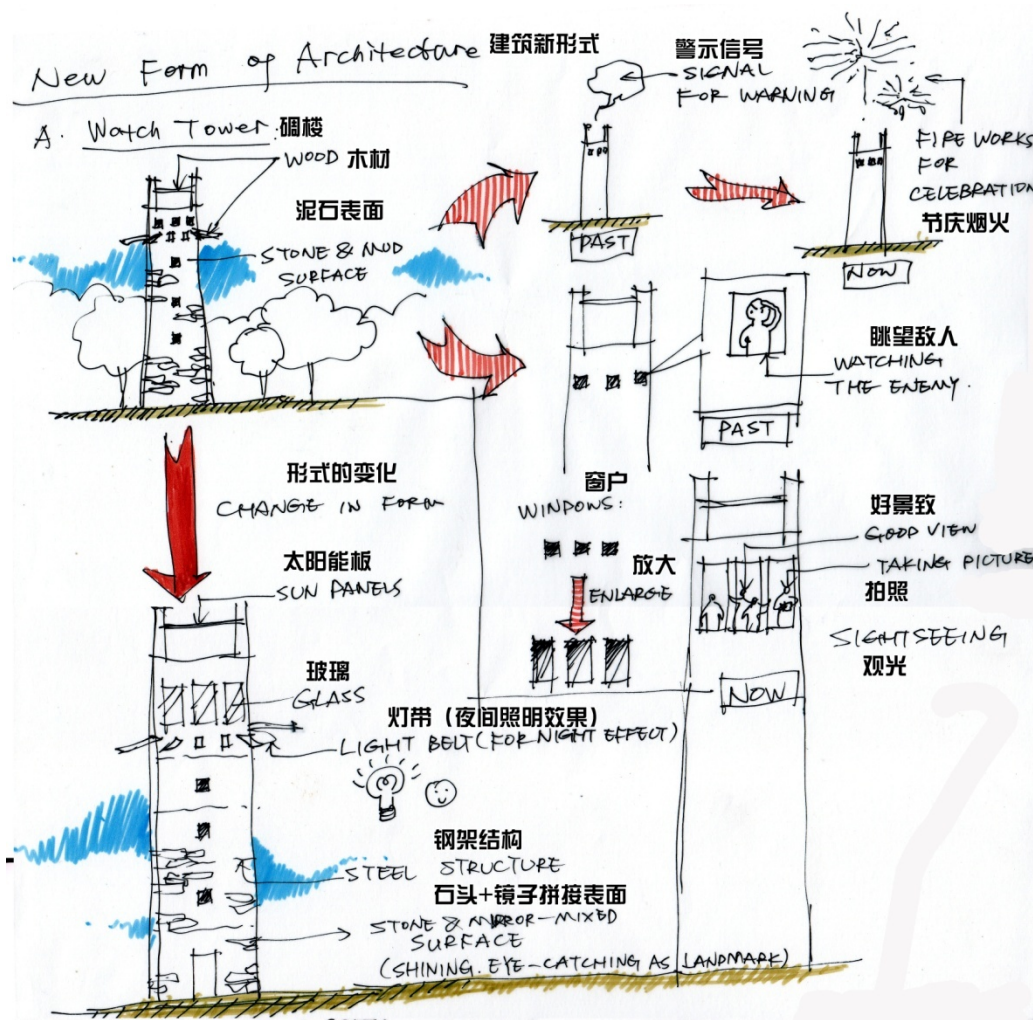 New Form of Architecture 建筑新形式
A. Watch Tower: 碉楼
WOOD 木材
泥石表面
STONE & MUD
SURFACE
警示信号
SIGNAL
FOR WARNING
PAST
FIRE WORKS
FOR
CELEBRATION
节庆烟火
NOW
眺望敌人
WATCHING
THE ENEMY.
PAST
形式的变化
CHANGE IN FORM
窗户
WINDOWS:
放大
ENLARGE
好景致
GOOD VIEW
TAKING PICTURE
拍照
SIGHTSEEING
观光
NOW
太阳能板
SUN PANELS
玻璃
GLASS
灯带（夜间照明效果）
LIGHT BELT (FOR NIGHT EFFECT)
钢架结构
STEEL STRUCTURE
石头+镜子拼接表面
STONE & MIRROR-MIXED
SURFACE
(SHINING. EYE-CATCHING AS LANDMARK)